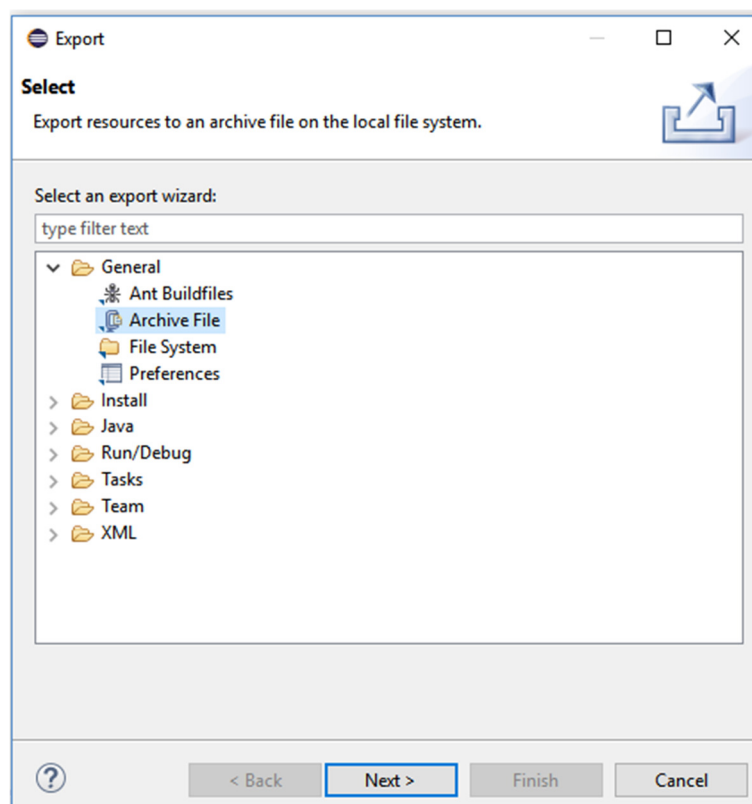 Export
Select
Export resources to an archive file on the local file system.
Select an export wizard:
type filter text
General
Ant Buildfiles
Archive File
File System
Preferences
Install
Java
Run/Debug
Tasks
Team
XML
?
< Back
Next >
Finish
Cancel